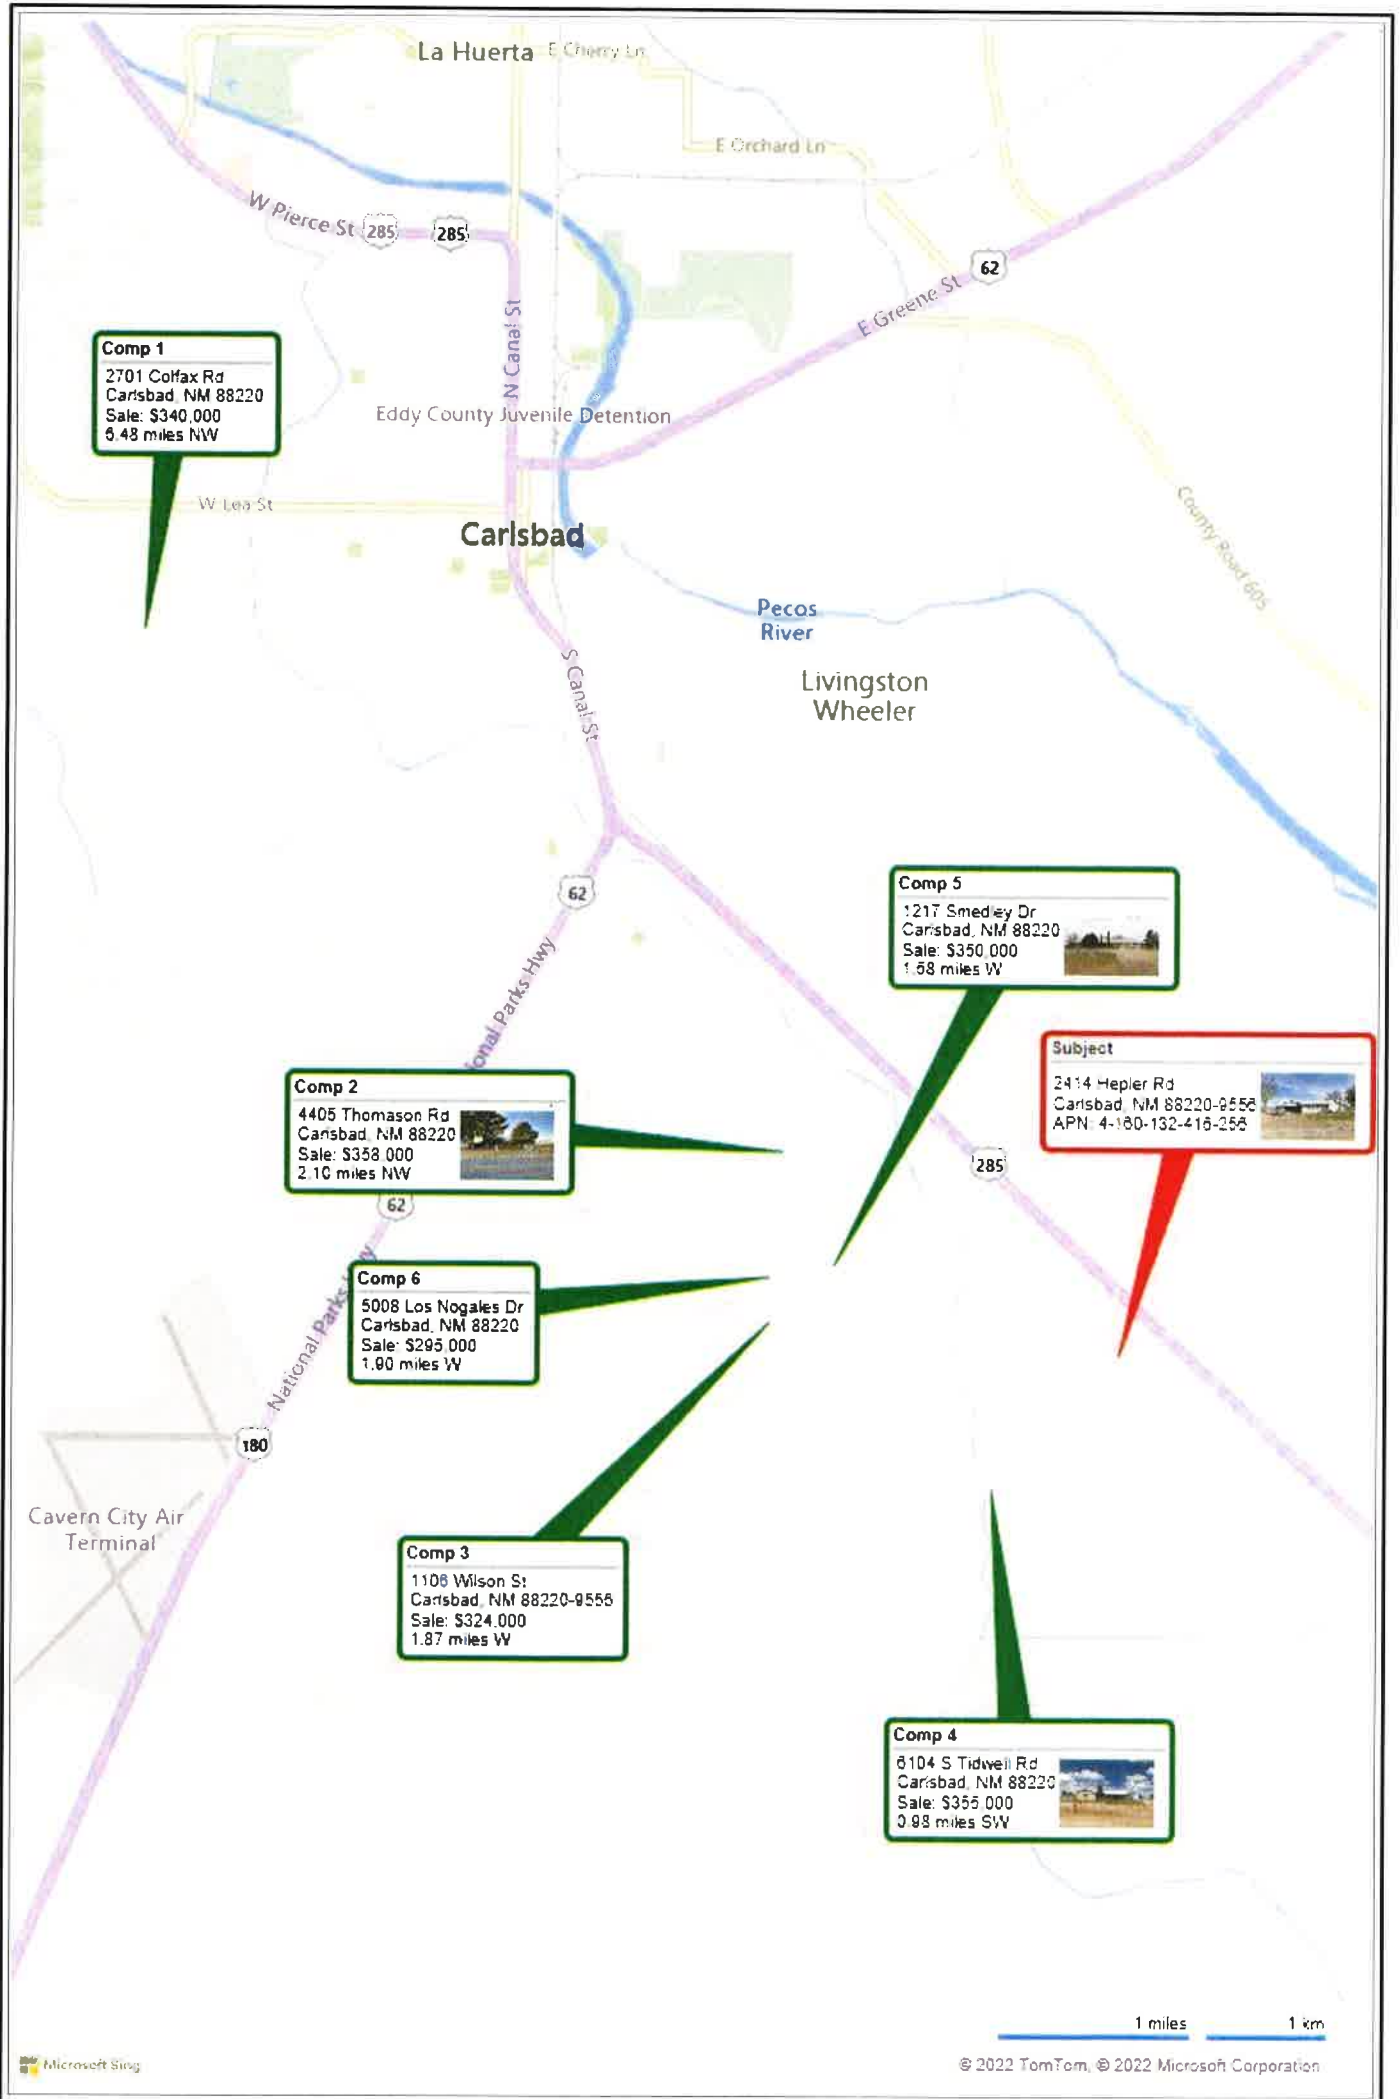 La Huerta
E Cherry Ln
E Orchard Ln
W Pierce St
285
285
62
E Greene St
N Canal St
Comp 1
2701 Colfax Rd
Carlsbad, NM 88220
Sale: $340,000
Eddy County Juvenile Detention
W Lea St
Carlsbad
County Road 605
Pecos
River
Livingston
Wheeler
S Canal St
62
Comp 5
1217 Smedley Dr
Carlsbad, NM 88220
Sale: $350,000
1.58 miles W
ional Parks Hwy
Subject
2414 Hepler Rd
Carlsbad, NM 88220-9556
APN: 4-160-132-416-256
Comp 2
4405 Thomason Rd
Carlsbad, NM 88220
Sale: $358,000
2.10 miles NW
285
62
Comp 6
5008 Los Nogales Dr
Carlsbad, NM 88220
Sale: $295,000
1.90 miles W
National Parks
180
Cavern City Air
Terminal
Comp 3
1106 Wilson St
Carlsbad, NM 88220-9556
Sale: $324,000
1.87 miles W
Comp 4
6104 S Tidwell Rd
Carlsbad, NM 88220
Sale: $355,000
0.98 miles SW
1 miles
1 km
Microsoft Bing
© 2022 TomTom, © 2022 Microsoft Corporation